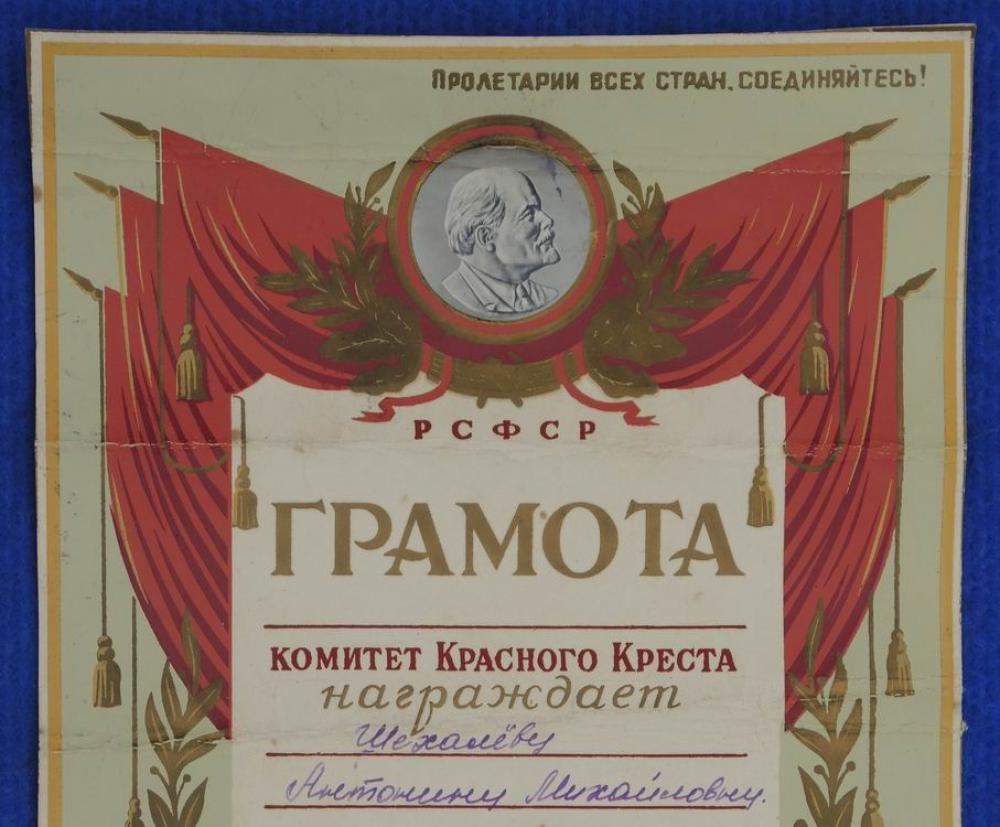 ПРОЛЕТАРИИ ВСЕХ СТРАН, СОЕДИНЯЙТЕСЬ!
РСФСР
ГРАМОТА
КОМИТЕТ КРАСНОГО КРЕСТА
награждает
Шехалёву
Антонину Михайловну.